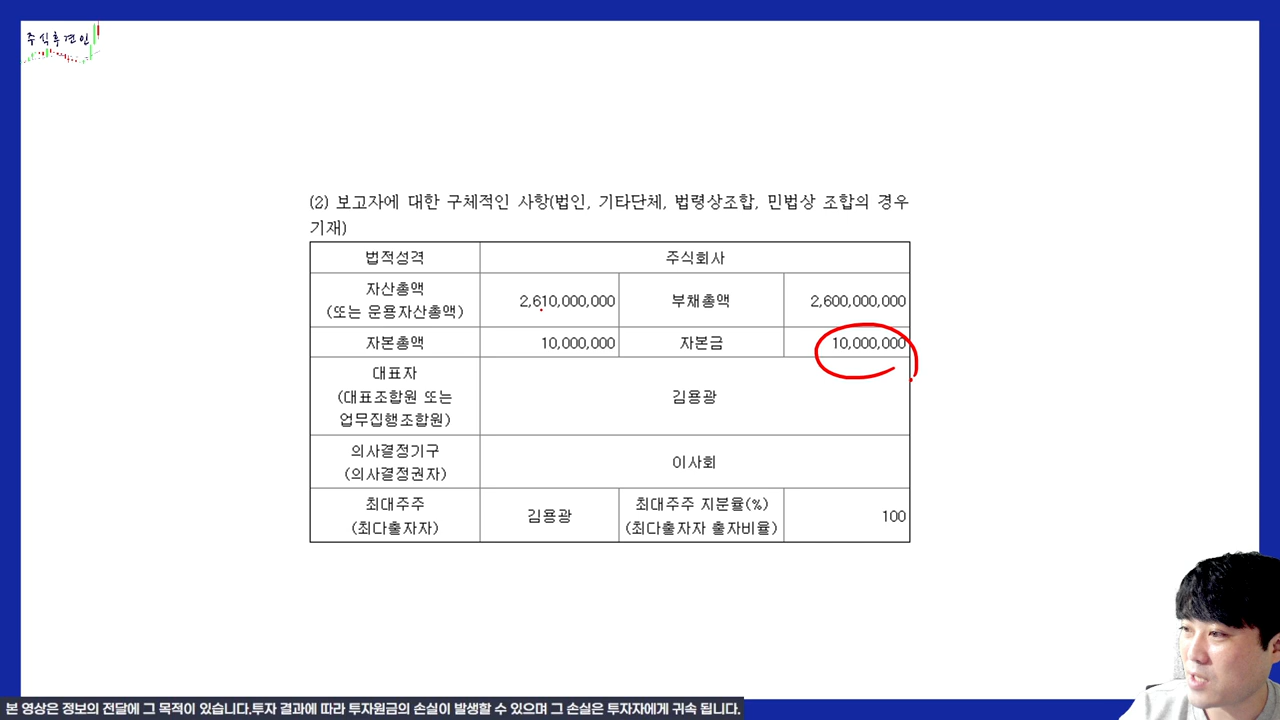 주식후견인
(2) 보고자에 대한 구체적인 사항(법인, 기타단체, 법령상조합, 민법상 조합의 경우
기재)
법적성격 주식회사
자산총액
(또는 운용자산총액) 2,610,000,000 부채총액 2,600,000,000
자본총액 10,000,000 자본금 10,000,000
대표자
(대표조합원 또는
업무집행조합원) 김용광
의사결정기구
(의사결정권자) 이사회
최대주주
(최다출자자) 김용광 최대주주 지분율(%)
(최다출자자 출자비율) 100
본 영상은 정보의 전달에 그 목적이 있습니다.투자 결과에 따라 투자원금의 손실이 발생할 수 있으며 그 손실은 투자자에게 귀속 됩니다.